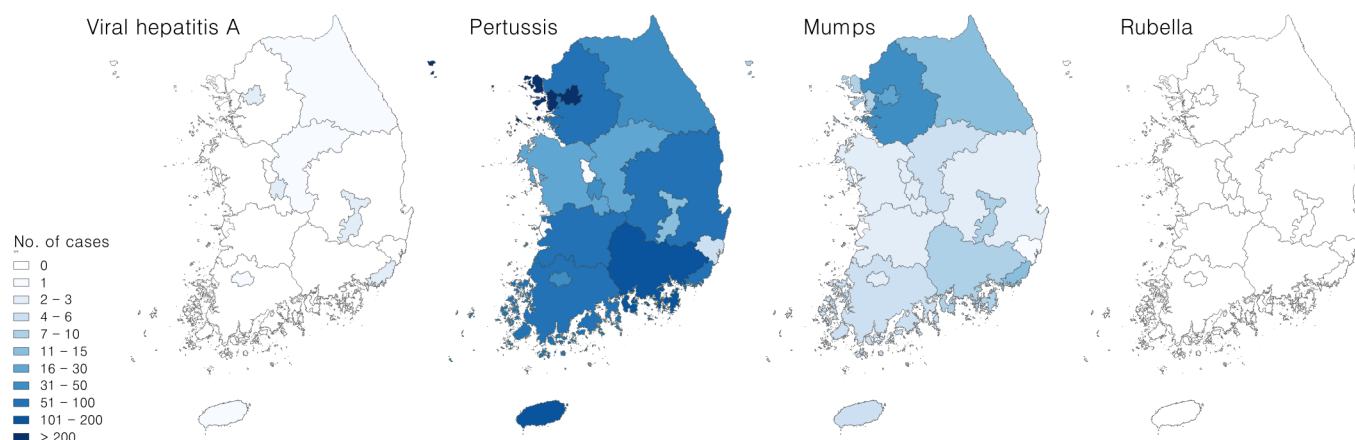 Viral hepatitis A
Pertussis
Mumps
Rubella
No. of cases
0
1
2 – 3
4 – 6
7 – 10
11 – 15
16 – 30
31 – 50
51 – 100
101 – 200
> 200